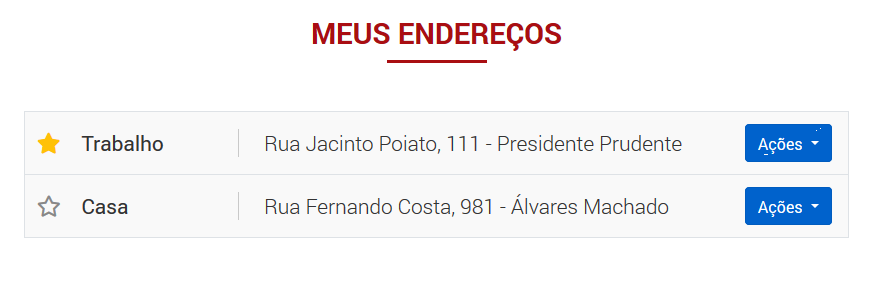 MEUS ENDEREÇOS
Trabalho Rua Jacinto Poiato, 111 - Presidente Prudente Ações
Casa Rua Fernando Costa, 981 - Álvares Machado Ações